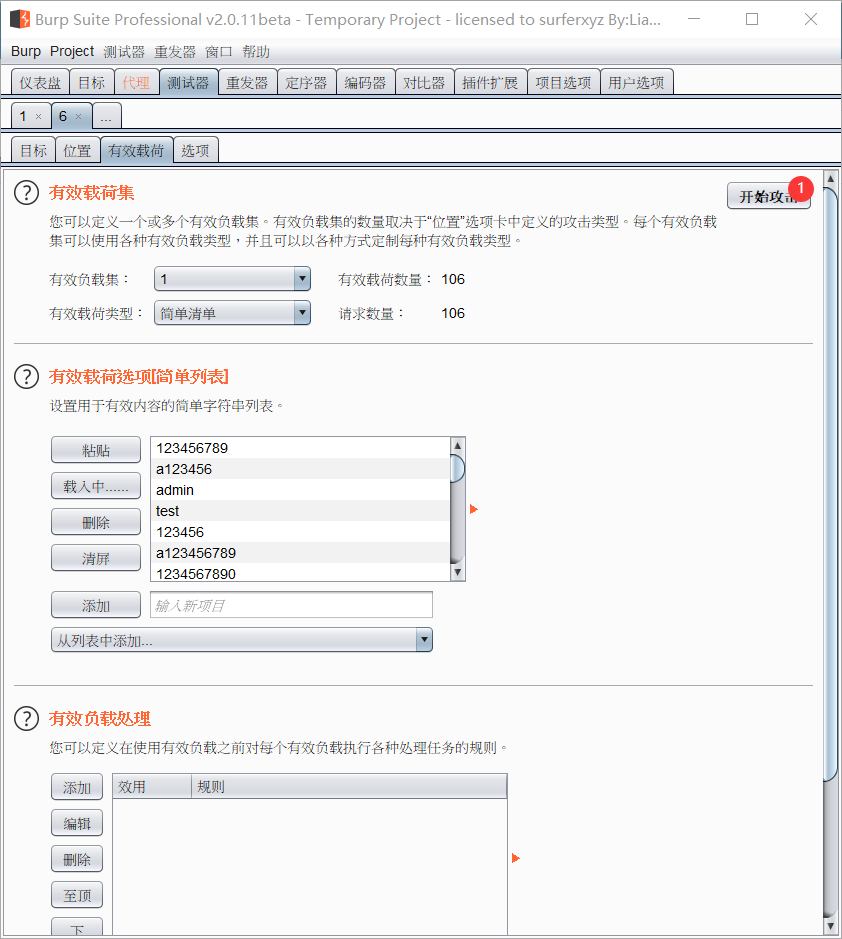 Burp Suite Professional v2.0.11beta - Temporary Project - licensed to surferxyz By:Lia...
Burp Project 测试器 重发器 窗口 帮助
仪表盘 目标 代理 测试器 重发器 定序器 编码器 对比器 插件扩展 项目选项 用户选项
1 × 6 × ...
目标 位置 有效载荷 选项
? 有效载荷集
开始攻击 1
您可以定义一个或多个有效负载集。有效负载集的数量取决于“位置”选项卡中定义的攻击类型。每个有效负载
集可以使用各种有效负载类型，并且可以以各种方式定制每种有效负载类型。
有效负载集： 1 有效载荷数量： 106
有效载荷类型： 简单清单 请求数量： 106
? 有效载荷选项[简单列表]
设置用于有效内容的简单字符串列表。
粘贴
载入中......
删除
清屏
123456789
a123456
admin
test
123456
a123456789
1234567890
添加 输入新项目
从列表中添加...
? 有效负载处理
您可以定义在使用有效负载之前对每个有效负载执行各种处理任务的规则。
添加 效用 规则
编辑
删除
至顶
下